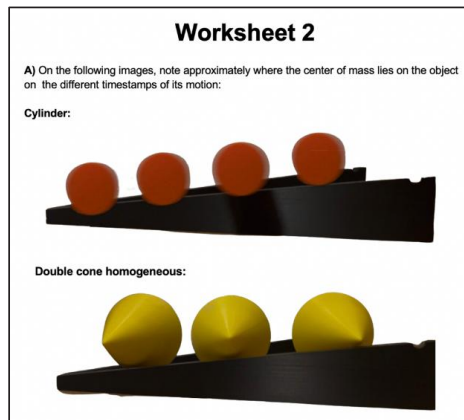 Worksheet 2
A) On the following images, note approximately where the center of mass lies on the object
on the different timestamps of its motion:
Cylinder:
Double cone homogeneous: